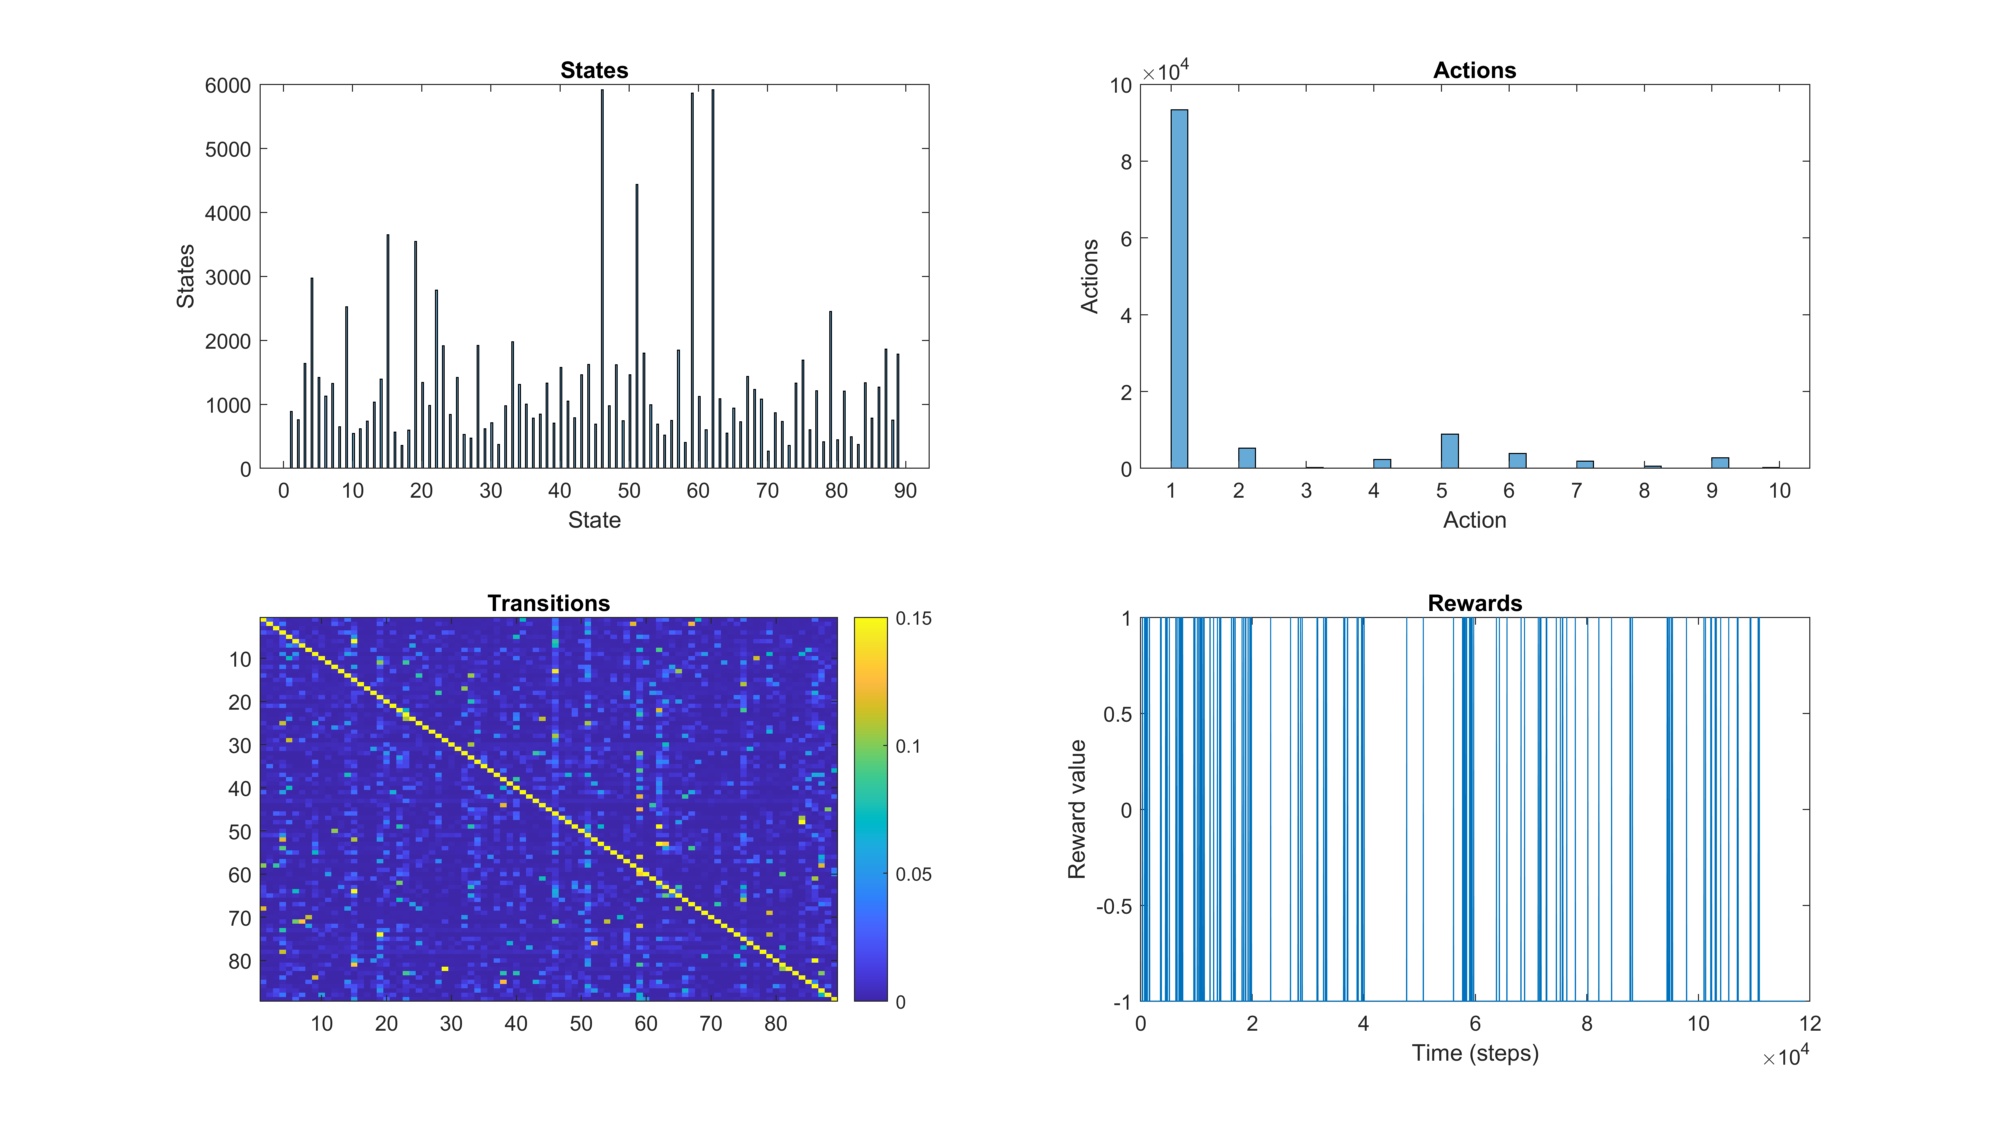 States
6000
5000
4000
3000
2000
1000
0
States
0 10 20 30 40 50 60 70 80 90
State
Actions
×10^4
10
8
6
4
2
0
Actions
1 2 3 4 5 6 7 8 9 10
Action
Transitions
10
20
30
40
50
60
70
80
10 20 30 40 50 60 70 80
0.15
0.1
0.05
0
Rewards
1
0.5
0
-0.5
-1
Reward value
0 2 4 6 8 10 12
Time (steps)
×10^4